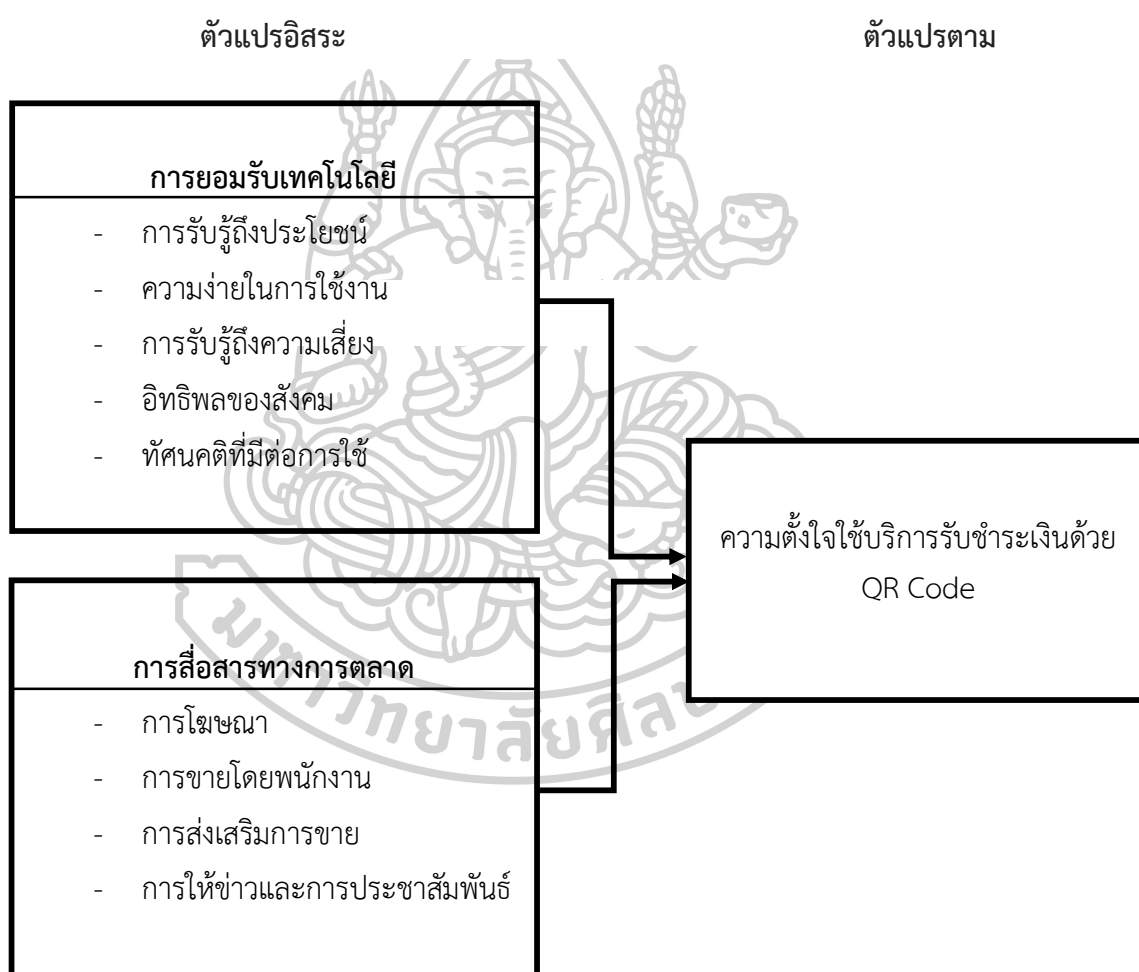 ตัวแปรอิสระ
ตัวแปรตาม
การยอมรับเทคโนโลยี
- การรับรู้ถึงประโยชน์
- ความง่ายในการใช้งาน
- การรับรู้ถึงความเสี่ยง
- อิทธิพลของสังคม
- ทัศนคติที่มีต่อการใช้
ความตั้งใจใช้บริการรับชำระเงินด้วย
QR Code
การสื่อสารทางการตลาด
- การโฆษณา
- การขายโดยพนักงาน
- การส่งเสริมการขาย
- การให้ข่าวและการประชาสัมพันธ์